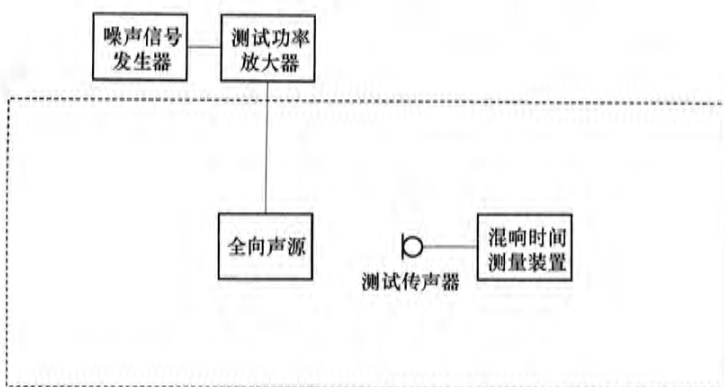 噪声信号
发生器
测试功率
放大器
全向声源
测试传声器
混响时间
测量装置